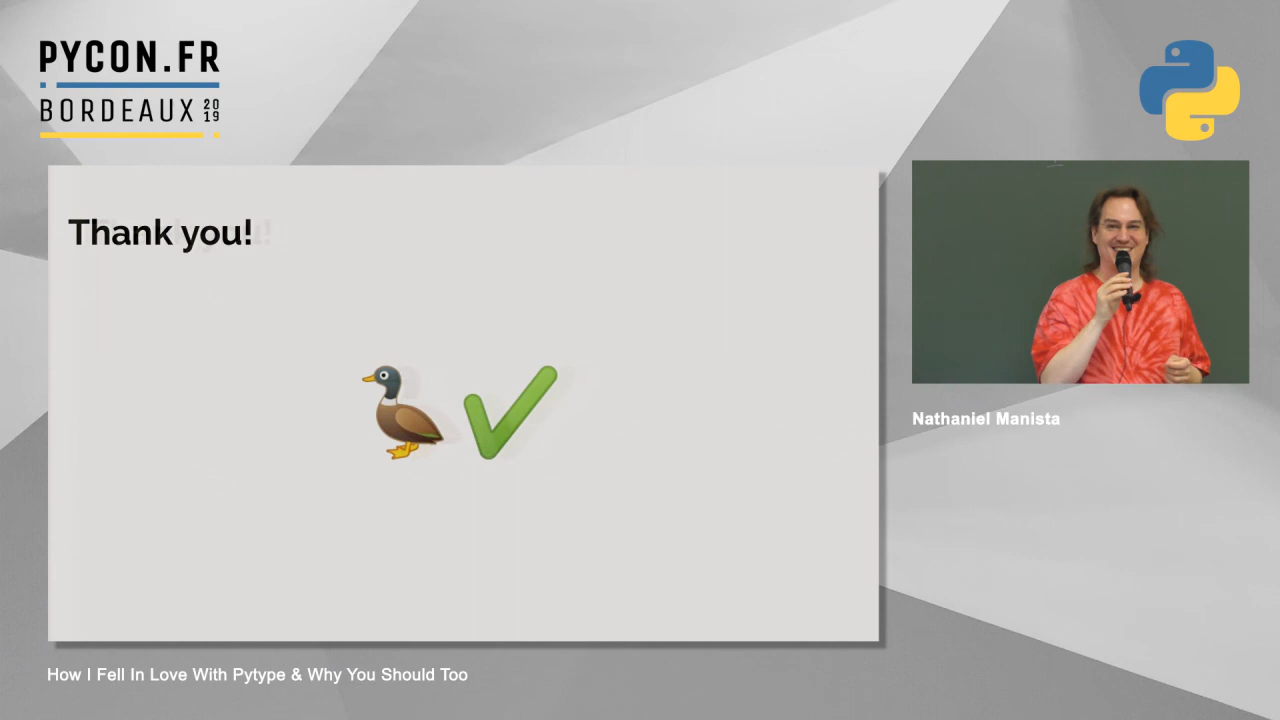 PYCON.FR
BORDEAUX 2019
Thank you!
Nathaniel Manista
How I Fell In Love With Pytype & Why You Should Too